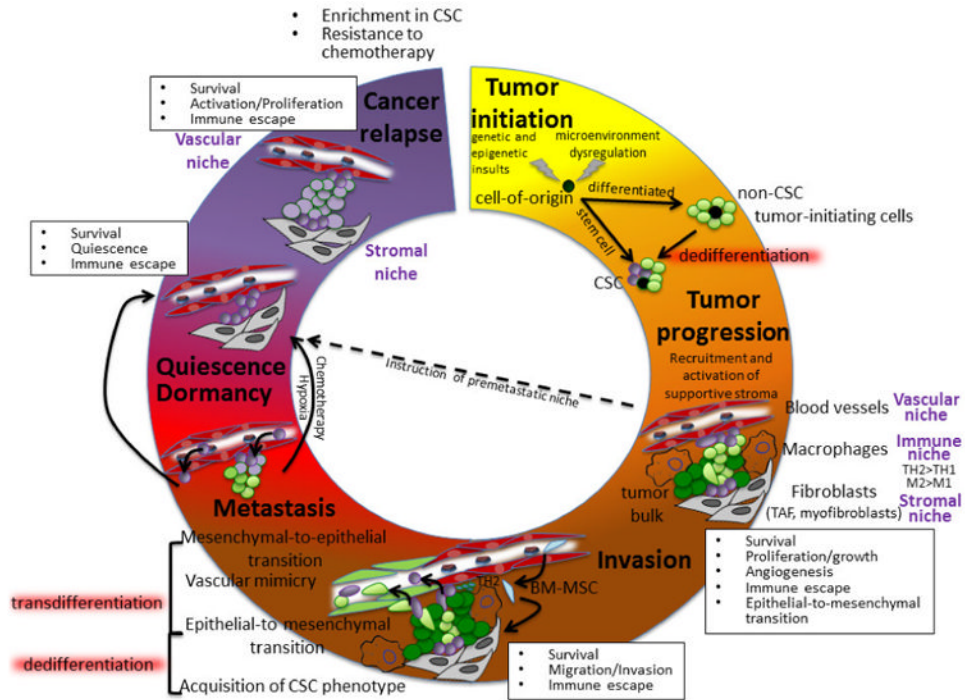 • Enrichment in CSC
• Resistance to
chemotherapy
Tumor
initiation
genetic and
epigenetic
insults
microenvironment
dysregulation
cell-of-origin
differentiated
stem cell
non-CSC
tumor-initiating cells
dedifferentiation
CSC
Tumor
progression
Recruitment and
activation of
supportive stroma
Blood vessels
Vascular
niche
Macrophages
Immune
niche
TH2>TH1
M2>M1
tumor
bulk
Fibroblasts
(TAF, myofibroblasts)
Stromal
niche
• Survival
• Proliferation/growth
• Angiogenesis
• Immune escape
• Epithelial-to-mesenchymal
transition
Instruction of premetastatic niche
Invasion
TH2
BM-MSC
• Survival
• Migration/Invasion
• Immune escape
Metastasis
Mesenchymal-to-epithelial
transition
Vascular mimicry
transdifferentiation
Epithelial-to mesenchymal
transition
dedifferentiation
Acquisition of CSC phenotype
Chemotherapy
Hypoxia
Quiescence
Dormancy
• Survival
• Quiescence
• Immune escape
Stromal
niche
Vascular
niche
• Survival
• Activation/Proliferation
• Immune escape
Cancer
relapse